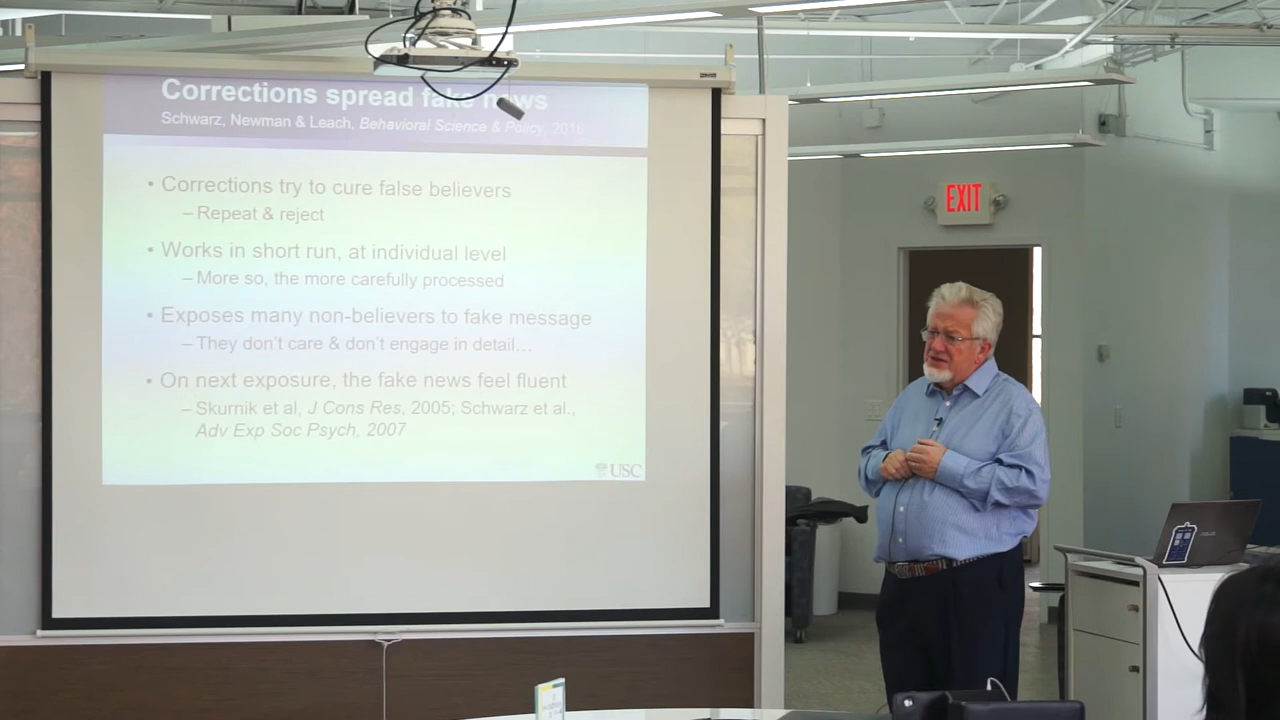 Corrections spread fake news
Schwarz, Newman & Leach, Behavioral Science & Policy, 2016
• Corrections try to cure false believers
– Repeat & reject
• Works in short run, at individual level
– More so, the more carefully processed
• Exposes many non-believers to fake message
– They don't care & don't engage in detail…
• On next exposure, the fake news feel fluent
– Skurnik et al, J Cons Res, 2005; Schwarz et al.,
Adv Exp Soc Psych, 2007
USC
EXIT
ASUS